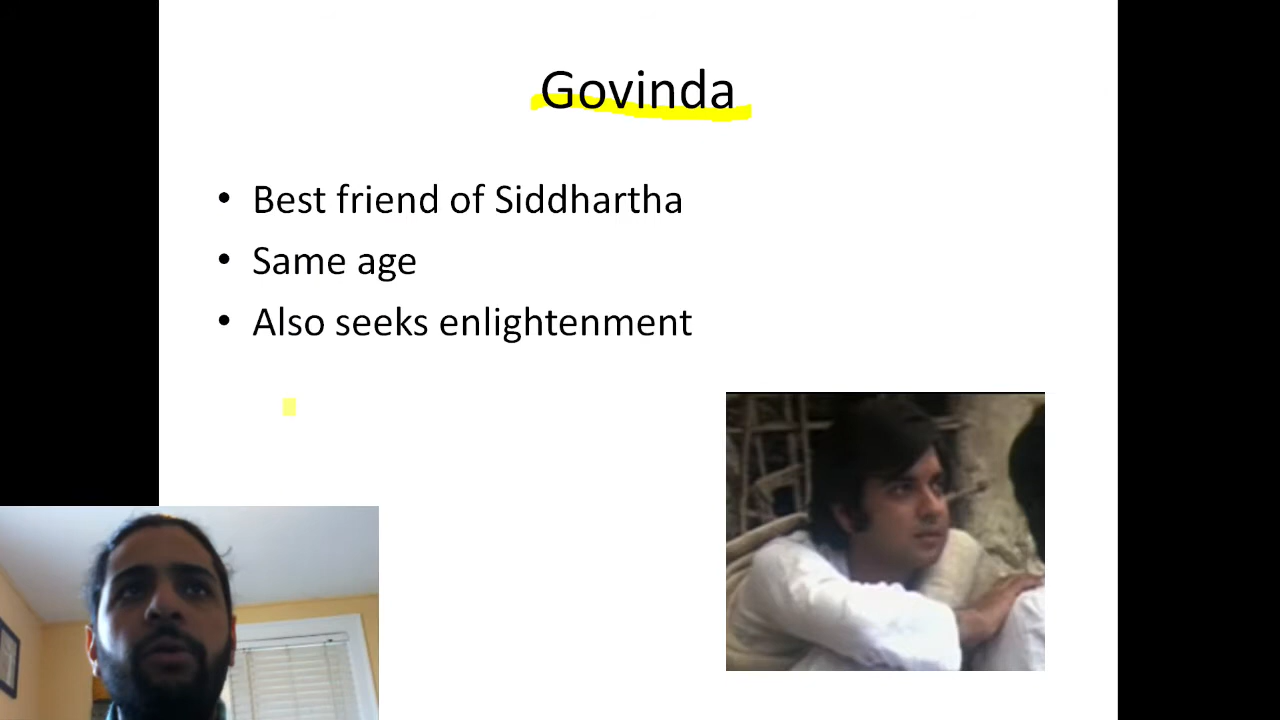 Govinda
• Best friend of Siddhartha
• Same age
• Also seeks enlightenment